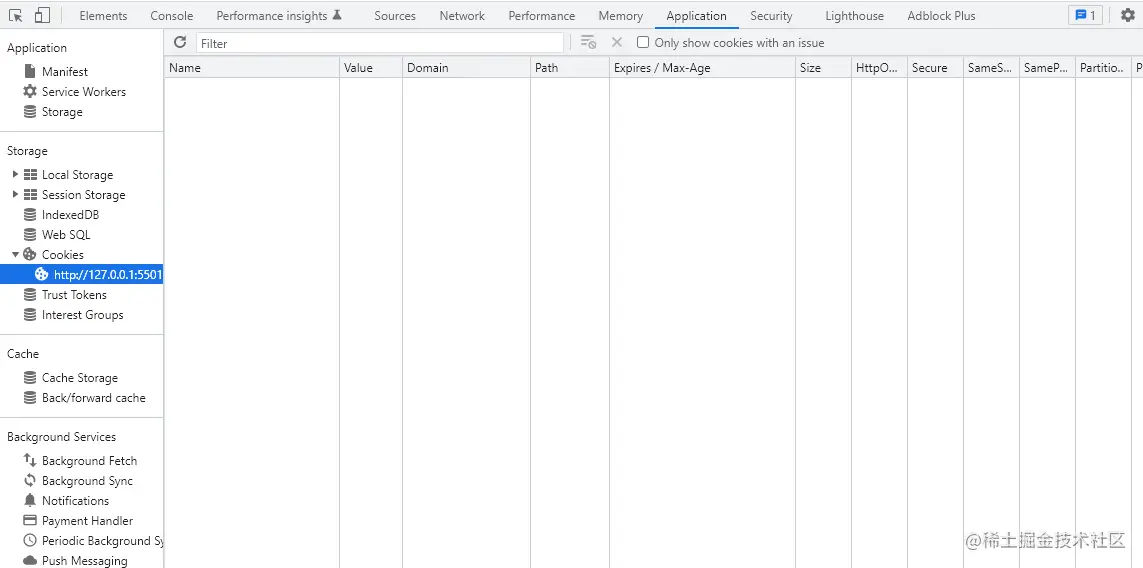 Elements Console Performance insights Sources Network Performance Memory Application Security Lighthouse Adblock Plus 1
Application
Manifest
Service Workers
Storage
Storage
Local Storage
Session Storage
IndexedDB
Web SQL
Cookies
http://127.0.0.1:5501
Trust Tokens
Interest Groups
Cache
Cache Storage
Back/forward cache
Background Services
Background Fetch
Background Sync
Notifications
Payment Handler
Periodic Background Sy
Push Messaging
Filter Only show cookies with an issue
Name Value Domain Path Expires / Max-Age Size HttpO... Secure SameS... SameP... Partitio... P
@稀土掘金技术社区